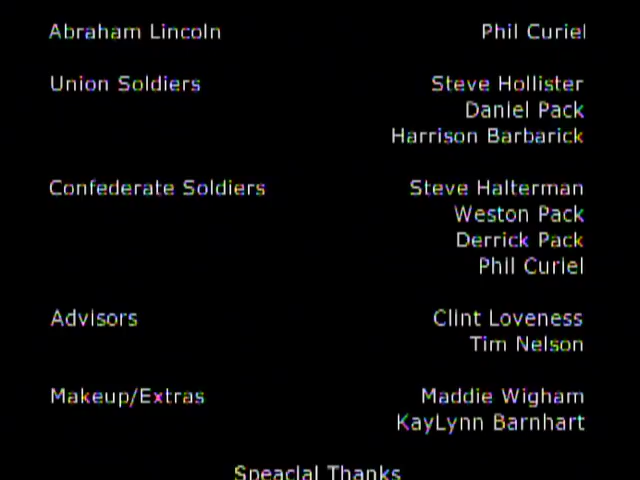 Abraham Lincoln Phil Curiel
Union Soldiers Steve Hollister
Daniel Pack
Harrison Barbarick
Confederate Soldiers Steve Halterman
Weston Pack
Derrick Pack
Phil Curiel
Advisors Clint Loveness
Tim Nelson
Makeup/Extras Maddie Wigham
KayLynn Barnhart
Speacial Thanks